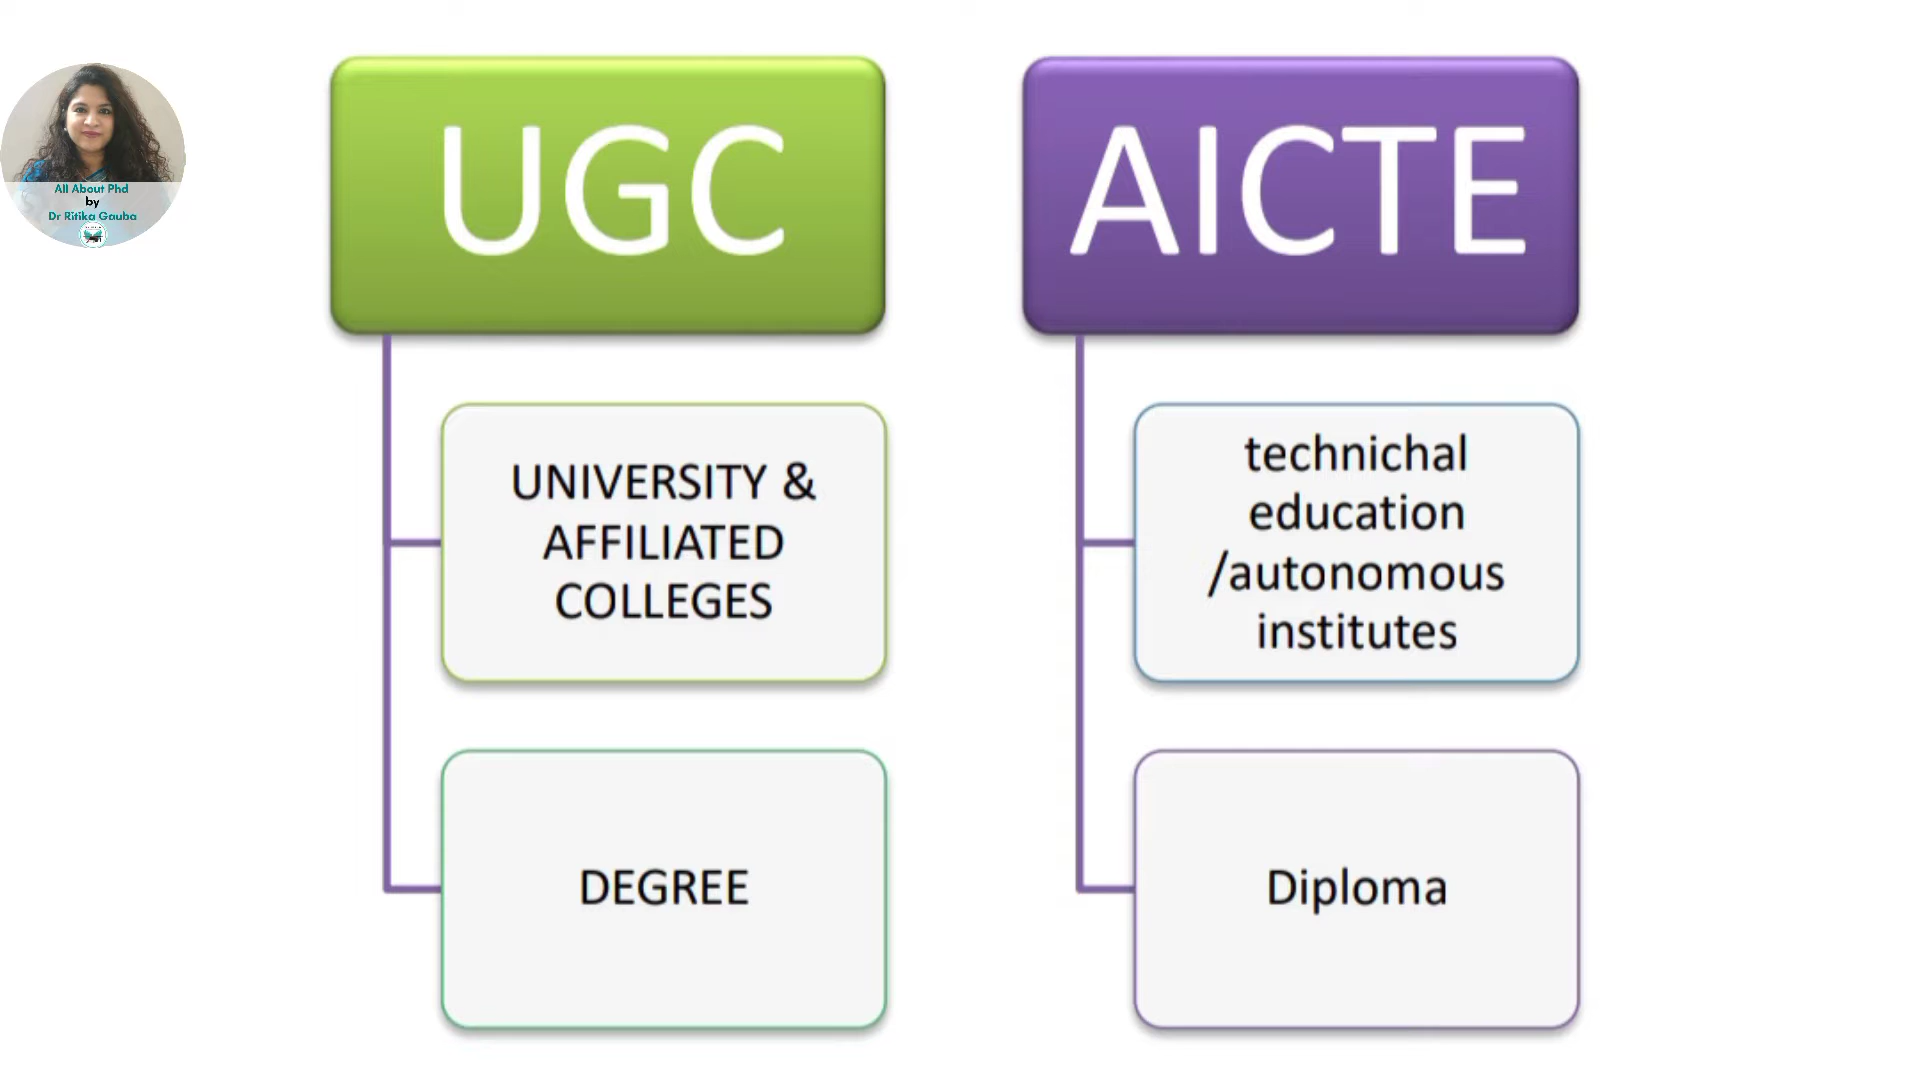 All About Phd
by
Dr Ritika Gauba
UGC
UNIVERSITY &
AFFILIATED
COLLEGES
DEGREE
AICTE
technichal
education
/autonomous
institutes
Diploma